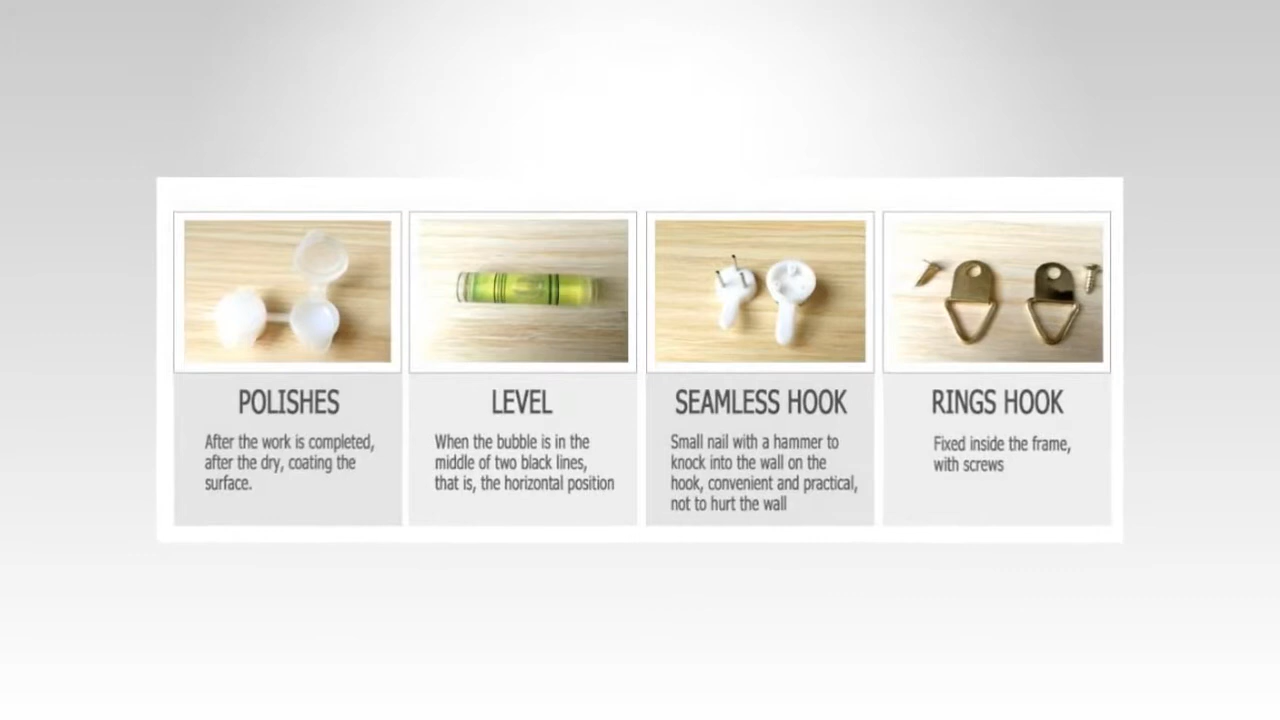 POLISHES
After the work is completed,
after the dry, coating the
surface.
LEVEL
When the bubble is in the
middle of two black lines,
that is, the horizontal position
SEAMLESS HOOK
Small nail with a hammer to
knock into the wall on the
hook, convenient and practical,
not to hurt the wall
RINGS HOOK
Fixed inside the frame,
with screws